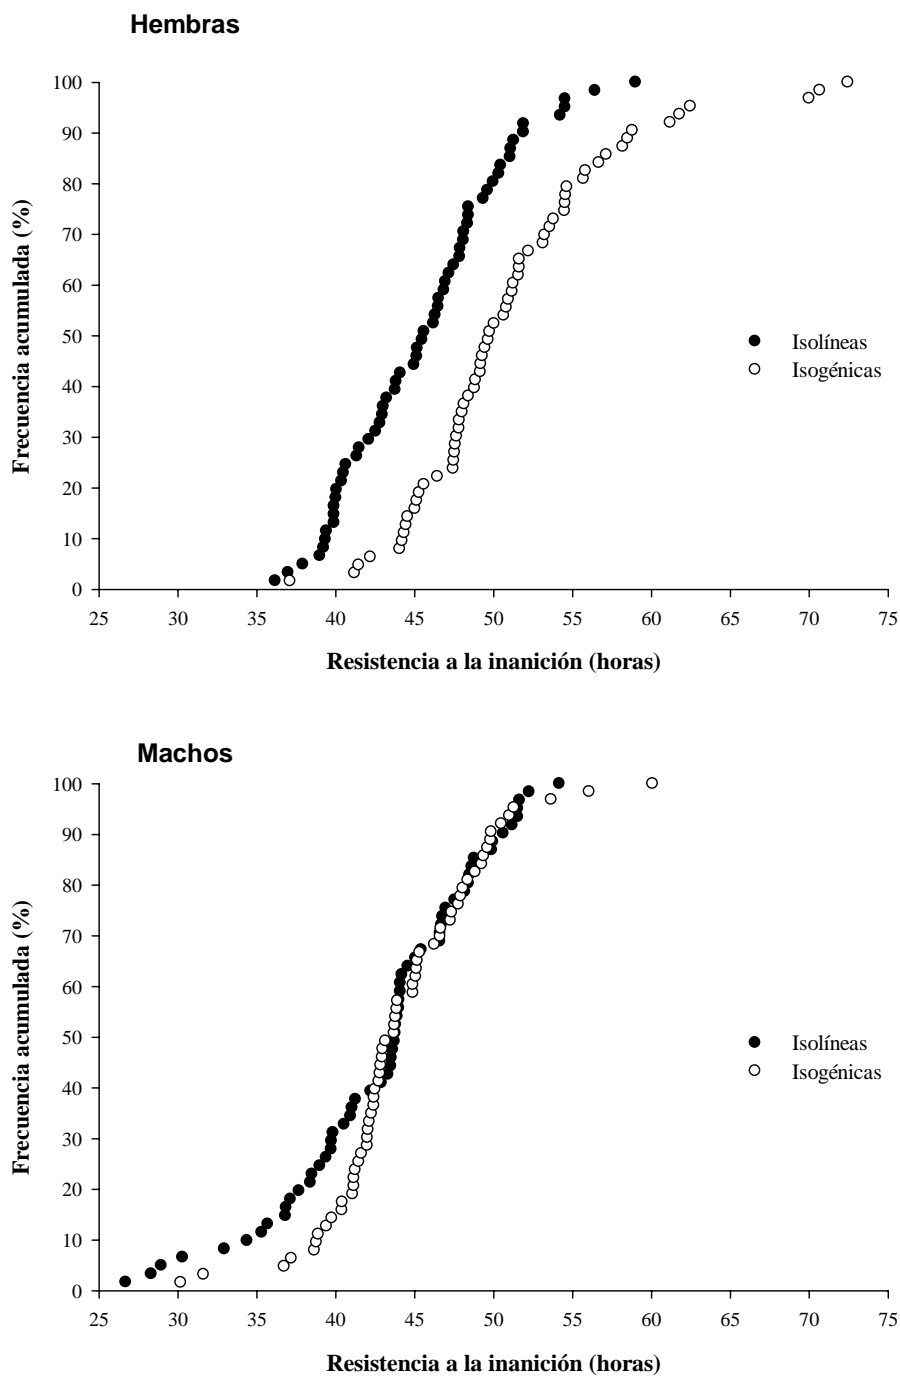 Hembras
100
90
80
70
60
50
40
30
20
10
0
Frecuencia acumulada (%)
Isolíneas
Isogénicas
25 30 35 40 45 50 55 60 65 70 75
Resistencia a la inanición (horas)
Machos
100
90
80
70
60
50
40
30
20
10
0
Frecuencia acumulada (%)
Isolíneas
Isogénicas
25 30 35 40 45 50 55 60 65 70 75
Resistencia a la inanición (horas)